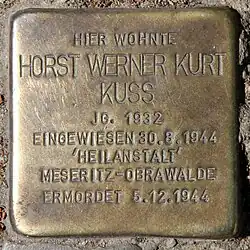 HIER WOHNTE
HORST WERNER KURT
KUSS
JG. 1932
EINGEWIESEN 30.8.1944
'HEILANSTALT'
MESERITZ-OBRAWALDE
ERMORDET 5.12.1944